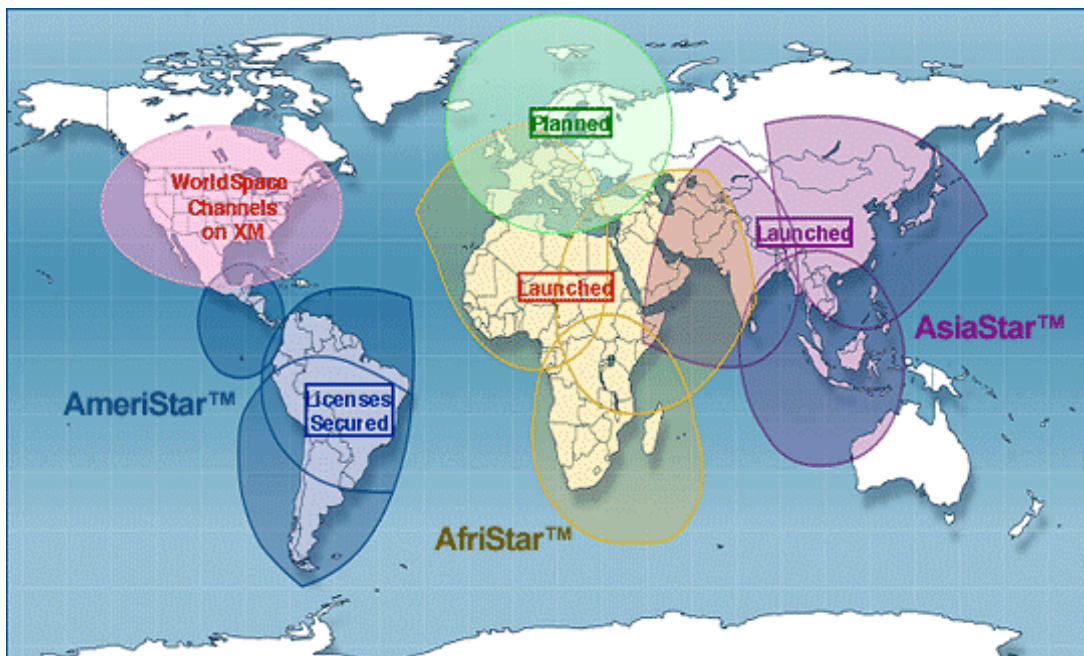 Planned
WorldSpace
Channels
on XM
Launched
Launched
AsiaStar™
AmeriStar™
Licenses
Secured
AfriStar™